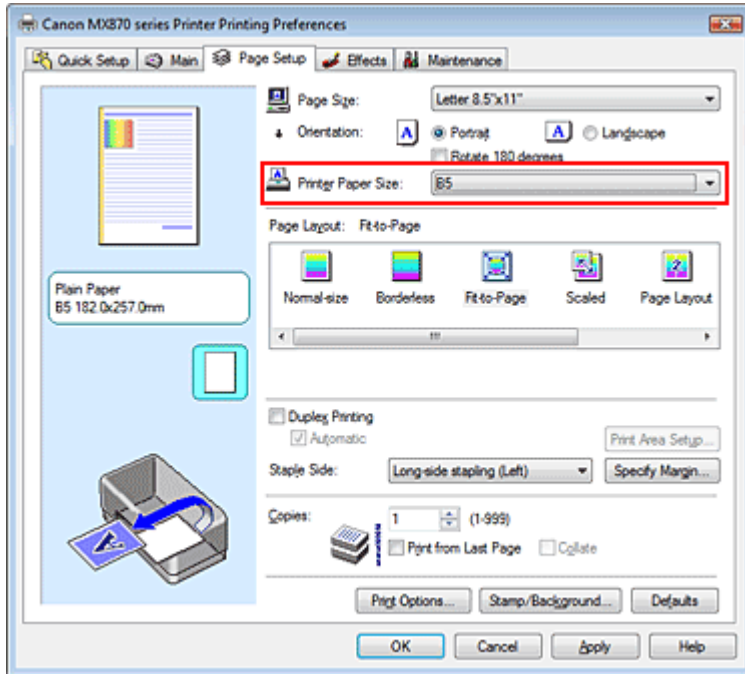 Canon MX870 series Printer Printing Preferences
Quick Setup Main Page Setup Effects Maintenance
Page Size: Letter 8.5"x11"
Orientation: A Portrait A Landscape
Rotate 180 degrees
Printer Paper Size: B5
Page Layout: Fit-to-Page
Normal-size Borderless Fit-to-Page Scaled Page Layout
Plain Paper
B5 182.0x257.0mm
Duplex Printing
Automatic
Print Area Setup...
Staple Side: Long-side stapling (Left) Specify Margin...
Copies: 1 (1-999)
Print from Last Page Collate
Print Options... Stamp/Background... Defaults
OK Cancel Apply Help